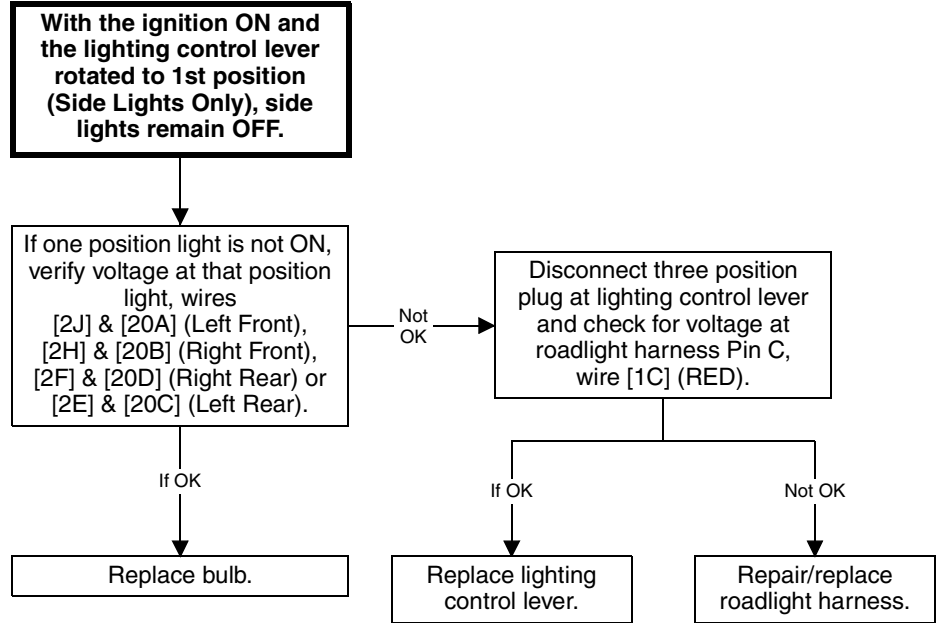 With the ignition ON and
the lighting control lever
rotated to 1st position
(Side Lights Only), side
lights remain OFF.
If one position light is not ON,
verify voltage at that position
light, wires
[2J] & [20A] (Left Front),
[2H] & [20B] (Right Front),
[2F] & [20D] (Right Rear) or
[2E] & [20C] (Left Rear).
Not
OK
Disconnect three position
plug at lighting control lever
and check for voltage at
roadlight harness Pin C,
wire [1C] (RED).
If OK
If OK
Not OK
Replace bulb.
Replace lighting
control lever.
Repair/replace
roadlight harness.